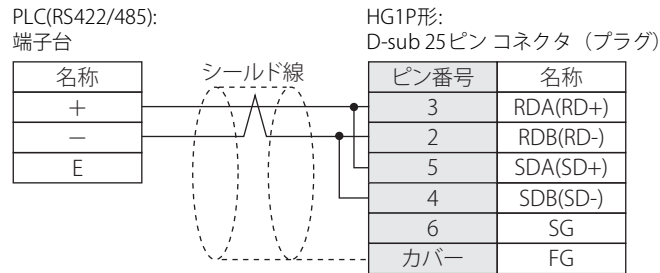 PLC(RS422/485): HG1P形:
端子台 D-sub 25ピン コネクタ（プラグ）
名称 シールド線 ピン番号 名称
＋ 3 RDA(RD+)
－ 2 RDB(RD-)
E 5 SDA(SD+)
4 SDB(SD-)
6 SG
カバー FG